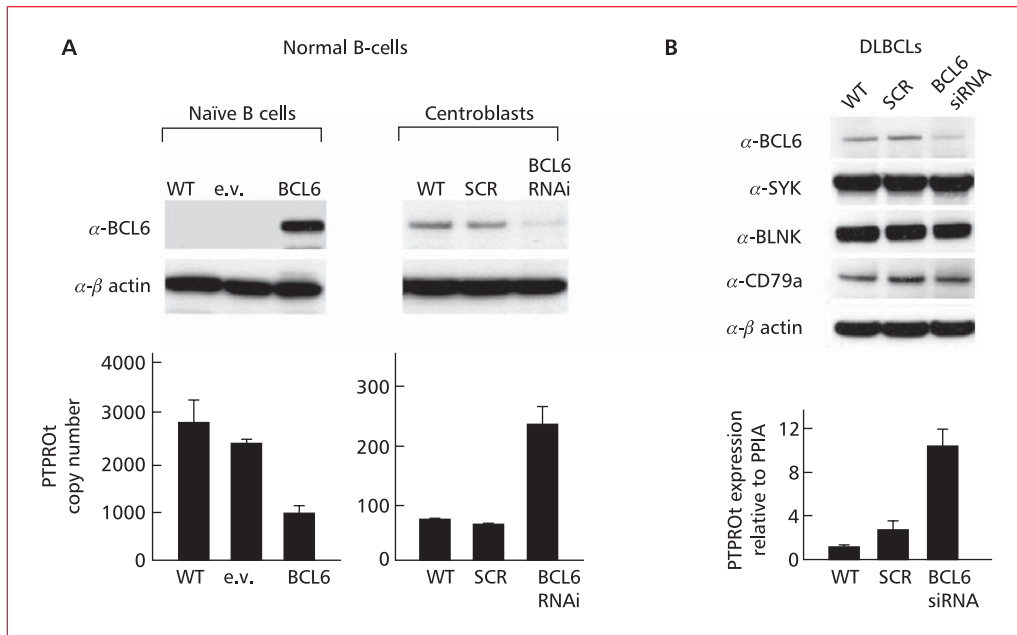 A
Normal B-cells
Naïve B cells
Centroblasts
WT e.v. BCL6
WT SCR BCL6
RNAi
α-BCL6
α-β actin
PTPROt
copy number
4000
3000
2000
1000
0
WT e.v. BCL6
300
200
100
0
WT SCR BCL6
RNAi
B
DLBCLs
WT SCR BCL6
siRNA
α-BCL6
α-SYK
α-BLNK
α-CD79a
α-β actin
PTPROt expression
relative to PPIA
12
8
4
0
WT SCR BCL6
siRNA